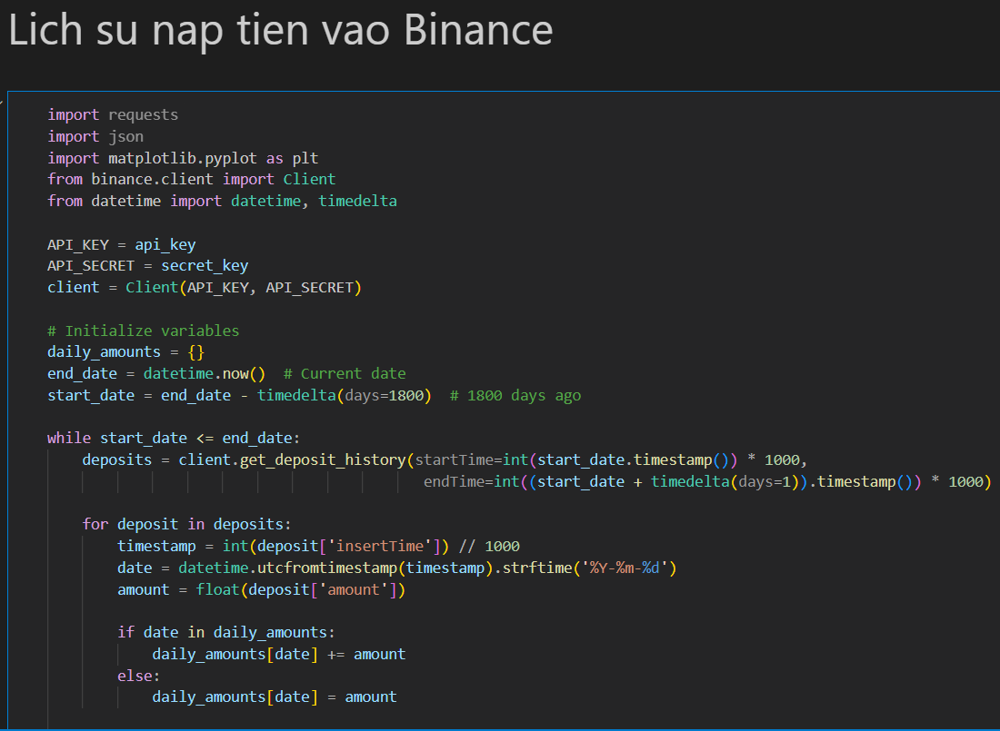 Lich su nap tien vao Binance
import requests
import json
import matplotlib.pyplot as plt
from binance.client import Client
from datetime import datetime, timedelta
API_KEY = api_key
API_SECRET = secret_key
client = Client(API_KEY, API_SECRET)
# Initialize variables
daily_amounts = {}
end_date = datetime.now()  # Current date
start_date = end_date - timedelta(days=1800)  # 1800 days ago
while start_date <= end_date:
    deposits = client.get_deposit_history(startTime=int(start_date.timestamp()) * 1000,
                                          endTime=int((start_date + timedelta(days=1)).timestamp()) * 1000)
    for deposit in deposits:
        timestamp = int(deposit['insertTime']) // 1000
        date = datetime.utcfromtimestamp(timestamp).strftime('%Y-%m-%d')
        amount = float(deposit['amount'])
        if date in daily_amounts:
            daily_amounts[date] += amount
        else:
            daily_amounts[date] = amount